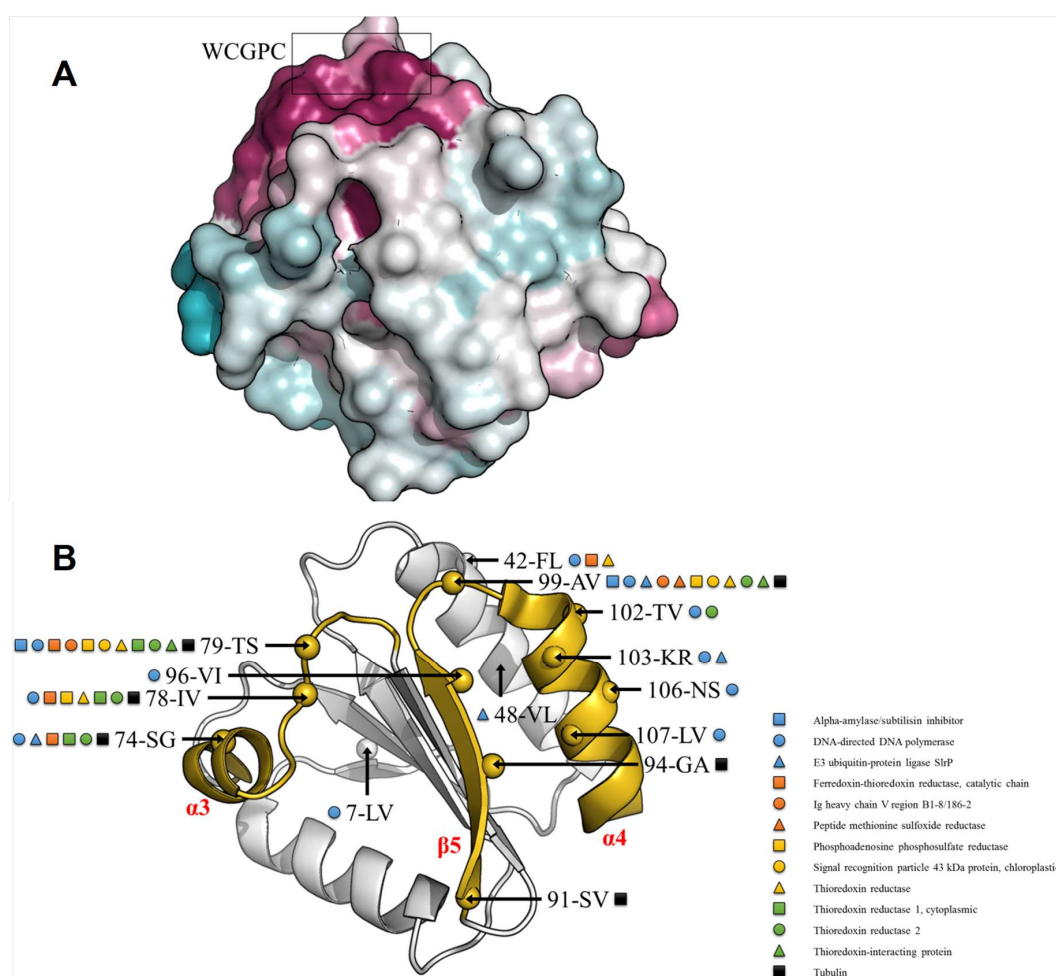 A
WCGPC
B
42-FL
99-AV
102-TV
79-TS
103-KR
96-VI
106-NS
78-IV
48-VL
74-SG
107-LV
94-GA
α3
7-LV
β5
α4
91-SV
Alpha-amylase/subtilisin inhibitor
DNA-directed DNA polymerase
E3 ubiquitin-protein ligase SlrP
Ferredoxin-thioredoxin reductase, catalytic chain
Ig heavy chain V region B1-8/186-2
Peptide methionine sulfoxide reductase
Phosphoadenosine phosphosulfate reductase
Signal recognition particle 43 kDa protein, chloroplasti
Thioredoxin reductase
Thioredoxin reductase 1, cytoplasmic
Thioredoxin reductase 2
Thioredoxin-interacting protein
Tubulin